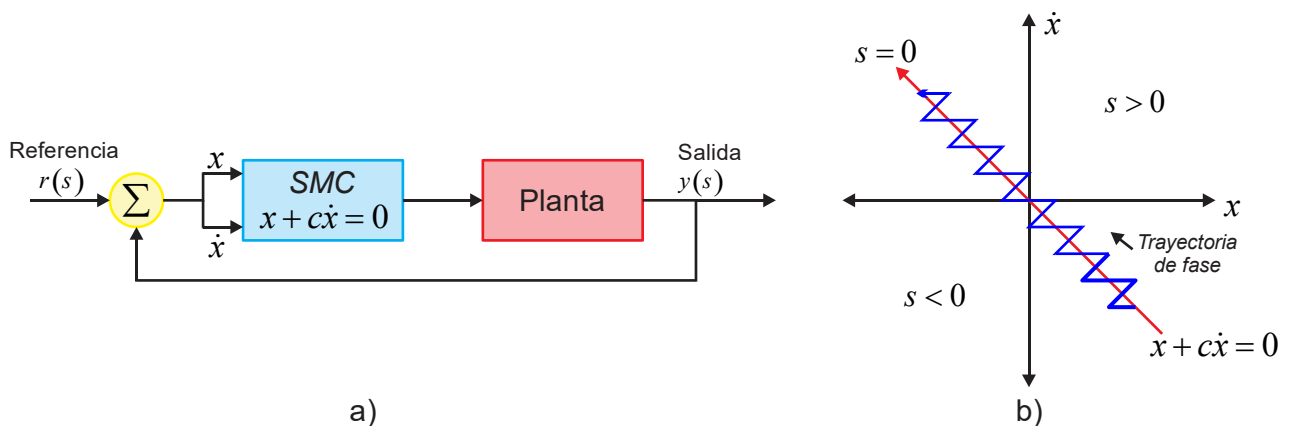 Referencia
r(s)
Σ
x
ẋ
SMC
x + cẋ = 0
Planta
Salida
y(s)
a)
ẋ
s = 0
s > 0
x
Trayectoria
de fase
s < 0
x + cẋ = 0
b)